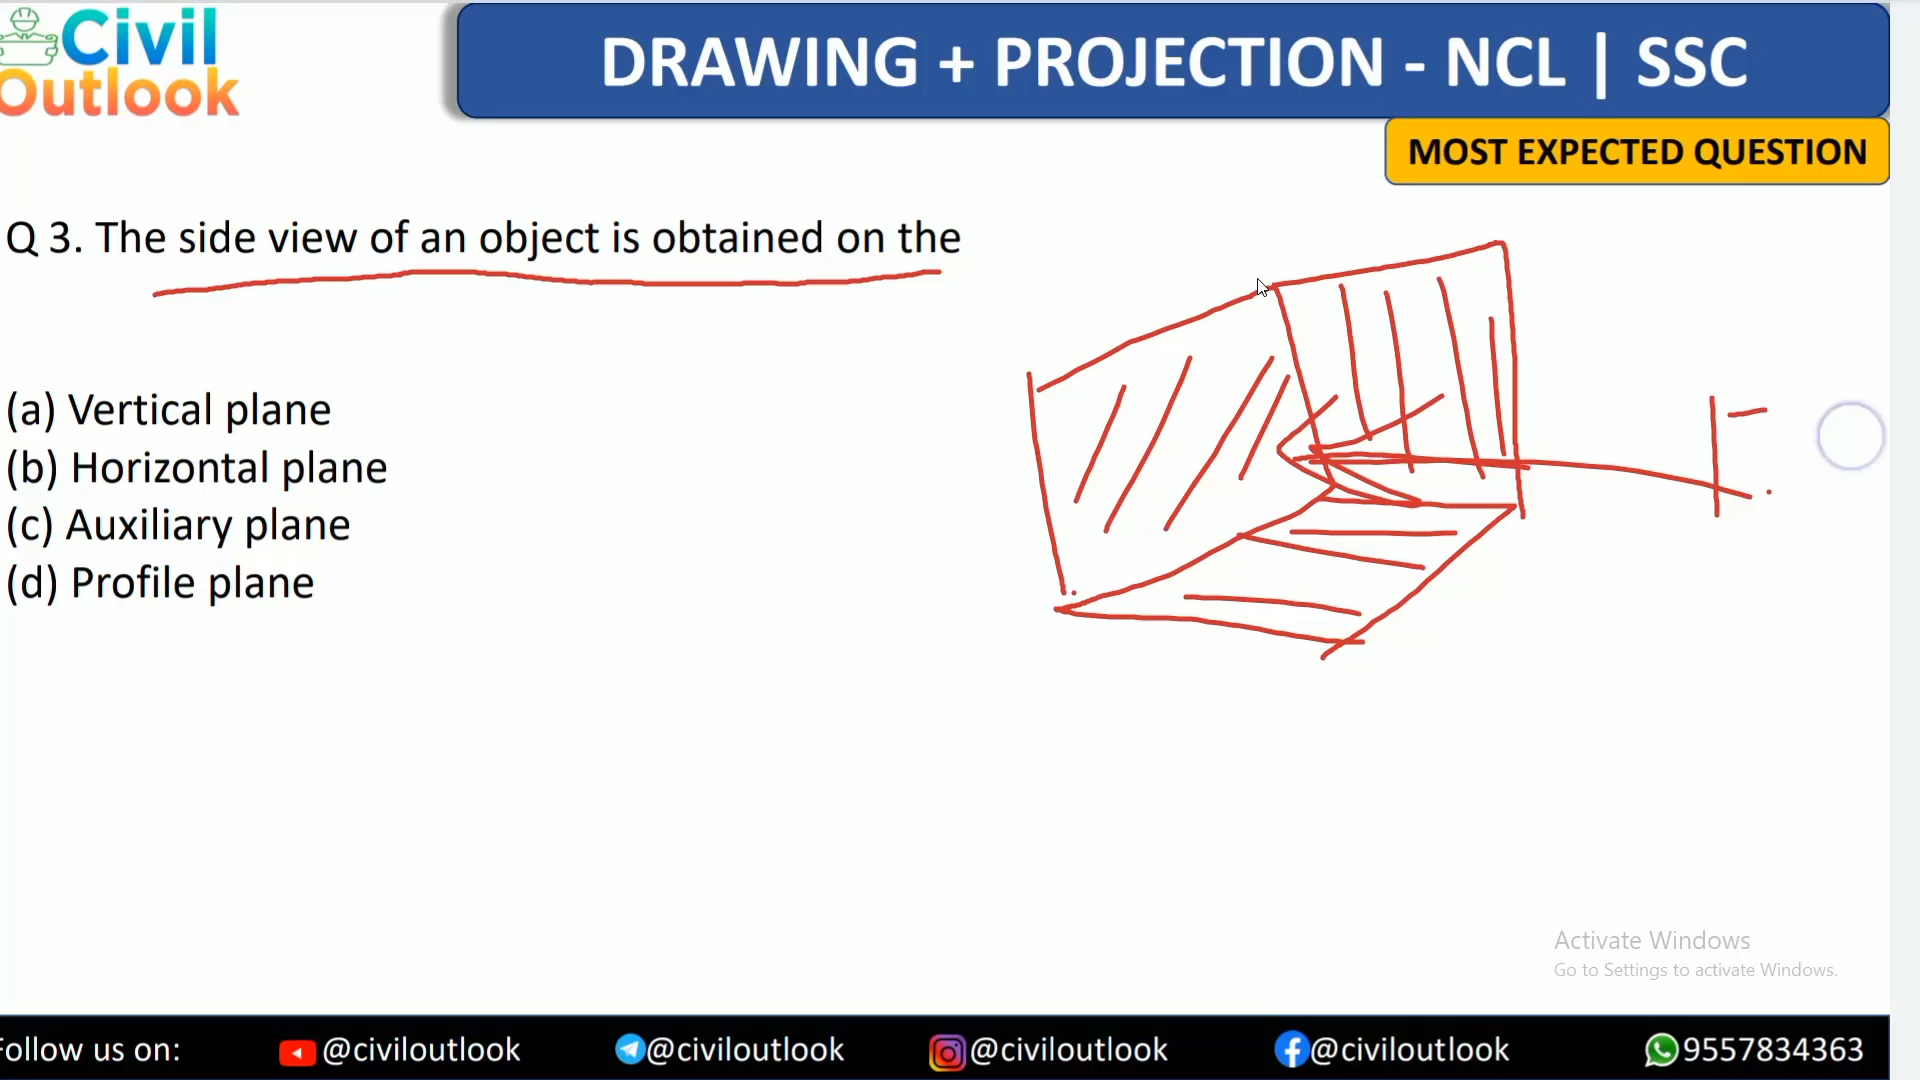 Civil
Outlook
DRAWING + PROJECTION - NCL | SSC
MOST EXPECTED QUESTION
Q 3. The side view of an object is obtained on the
(a) Vertical plane
(b) Horizontal plane
(c) Auxiliary plane
(d) Profile plane
Activate Windows
Go to Settings to activate Windows.
Follow us on: @civiloutlook @civiloutlook @civiloutlook @civiloutlook 9557834363